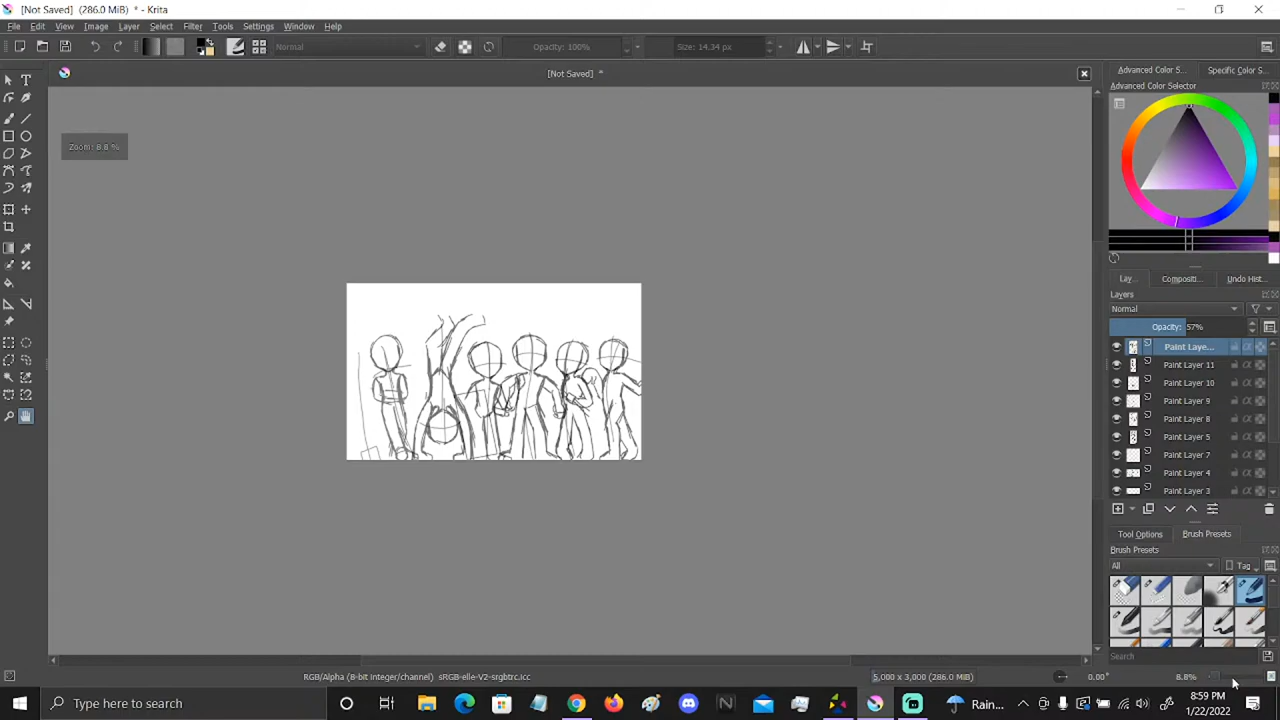 [Not Saved] (286.0 MiB) * - Krita
File Edit View Image Layer Select Filter Tools Settings Window Help
Normal Opacity: 100% Size: 14.34 px
[Not Saved] *
Advanced Color S... Specific Color S...
Advanced Color Selector
Zoom: 8.8 %
Lay... Compositi... Undo Hist...
Layers
Normal
Opacity: 57%
Paint Laye...
Paint Layer 11
Paint Layer 10
Paint Layer 9
Paint Layer 8
Paint Layer 5
Paint Layer 7
Paint Layer 4
Paint Layer 3
Tool Options Brush Presets
Brush Presets
All Tag
Search
RGB/Alpha (8-bit integer/channel) sRGB-elle-V2-srgbtrc.icc 5,000 x 3,000 (286.0 MiB) 0.00° 8.8%
Type here to search Rain... 8:59 PM
1/22/2022